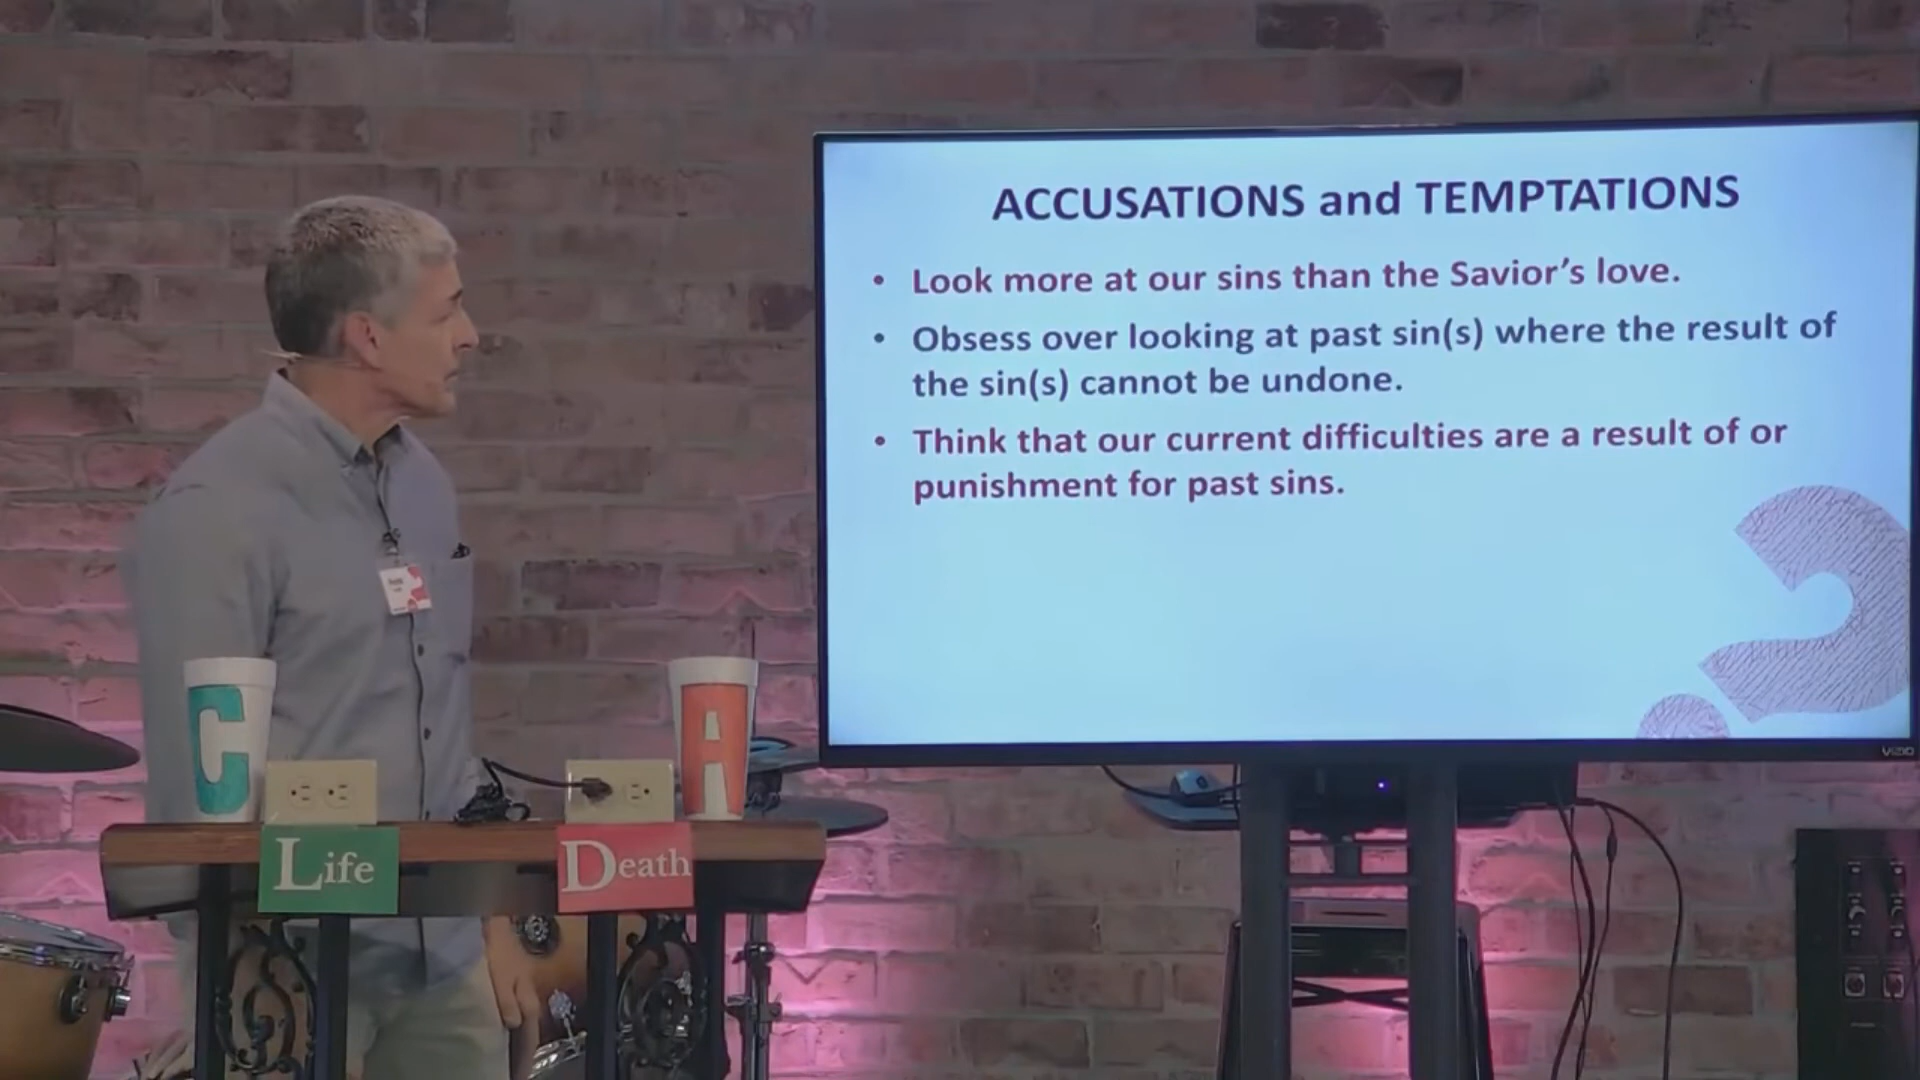 ACCUSATIONS and TEMPTATIONS
• Look more at our sins than the Savior's love.
• Obsess over looking at past sin(s) where the result of
the sin(s) cannot be undone.
• Think that our current difficulties are a result of or
punishment for past sins.
VIZIO
C
A
Life
Death